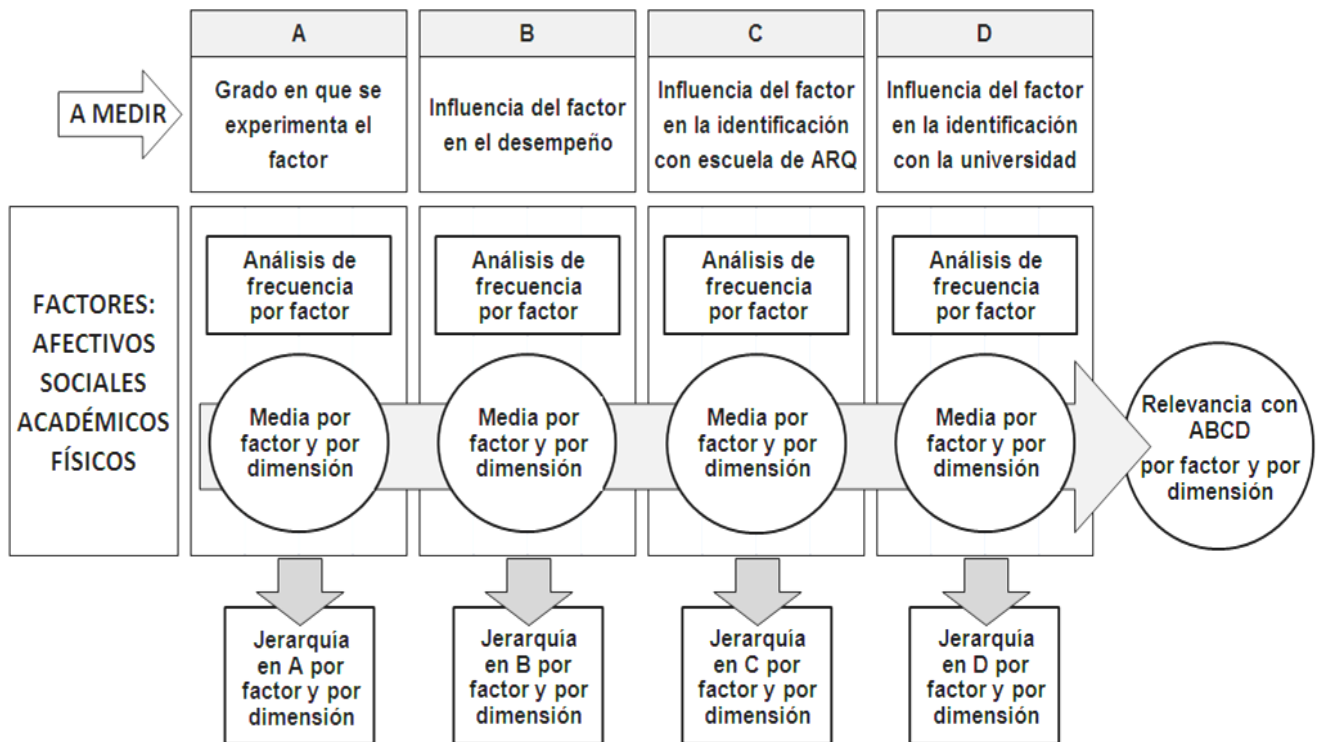 A
B
C
D
A MEDIR
Grado en que se
experimenta el
factor
Influencia del factor
en el desempeño
Influencia del factor
en la identificación
con escuela de ARQ
Influencia del factor
en la identificación
con la universidad
FACTORES:
AFECTIVOS
SOCIALES
ACADÉMICOS
FÍSICOS
Análisis de
frecuencia
por factor
Análisis de
frecuencia
por factor
Análisis de
frecuencia
por factor
Análisis de
frecuencia
por factor
Media por
factor y por
dimensión
Media por
factor y por
dimensión
Media por
factor y por
dimensión
Media por
factor y por
dimensión
Relevancia con
ABCD
por factor y por
dimensión
Jerarquía
en A por
factor y por
dimensión
Jerarquía
en B por
factor y por
dimensión
Jerarquía
en C por
factor y por
dimensión
Jerarquía
en D por
factor y por
dimensión